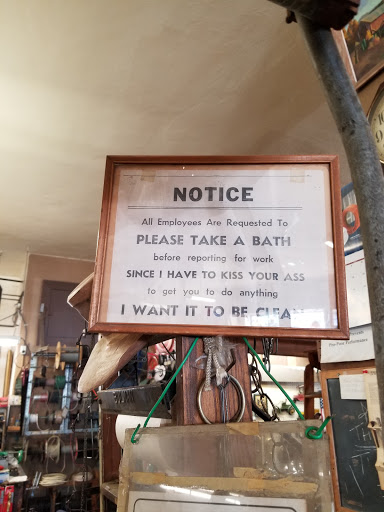 NOTICE
All Employees Are Requested To
PLEASE TAKE A BATH
before reporting for work
SINCE I HAVE TO KISS YOUR ASS
to get you to do anything
I WANT IT TO BE CLEAN